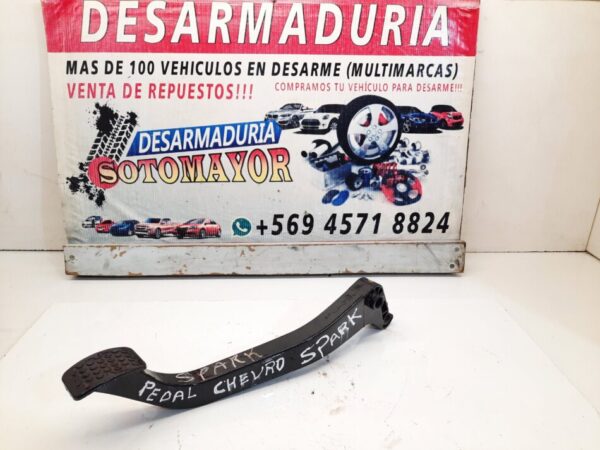 DESARMADURIA
MAS DE 100 VEHICULOS EN DESARME (MULTIMARCAS)
VENTA DE REPUESTOS!!!
COMPRAMOS TU VEHÍCULO PARA DESARME!!!
DESARMADURIA
SOTOMAYOR
+569 4571 8824
SPARK
PEDAL CHEVRO SPARK